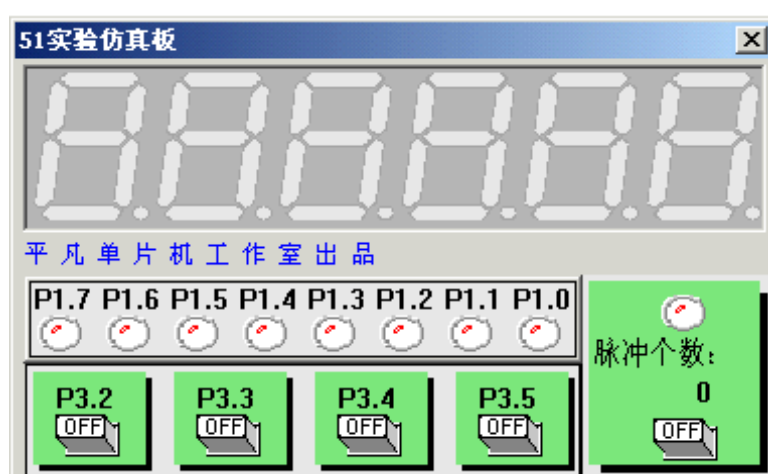 51实验仿真板
平凡单片机工作室出品
P1.7 P1.6 P1.5 P1.4 P1.3 P1.2 P1.1 P1.0
脉冲个数:
0
P3.2 P3.3 P3.4 P3.5
OFF OFF OFF OFF OFF